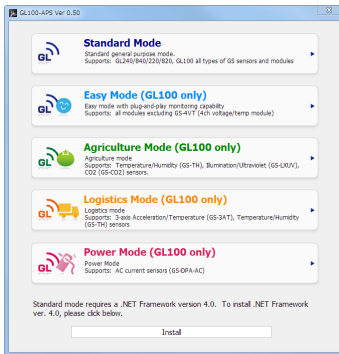 GL100-APS Ver 0.50
GL
Standard Mode
Standard general purpose mode.
Supports: GL240/840/220/820, GL100 all types of GS sensors and modules
GL
Easy Mode (GL100 only)
Easy mode with plug-and-play monitoring capability
Supports: all modules excluding GS-4VT (4ch voltage/temp module)
GL
Agriculture Mode (GL100 only)
Agriculture mode
Supports: Temperature/Humidity (GS-TH), Illumination/Ultraviolet (GS-LXUV),
CO2 (GS-CO2) sensors.
GL
Logistics Mode (GL100 only)
Logistics mode
Supports: 3-axis Acceleration/Temperature (GS-3AT), Temperature/Humidity
(GS-TH) sensors
GL
Power Mode (GL100 only)
Power Mode
Supports: AC current sensors (GS-DPA-AC)
Standard mode requires a .NET Framework version 4.0. To install .NET Framework
ver. 4.0, please click below.
Install